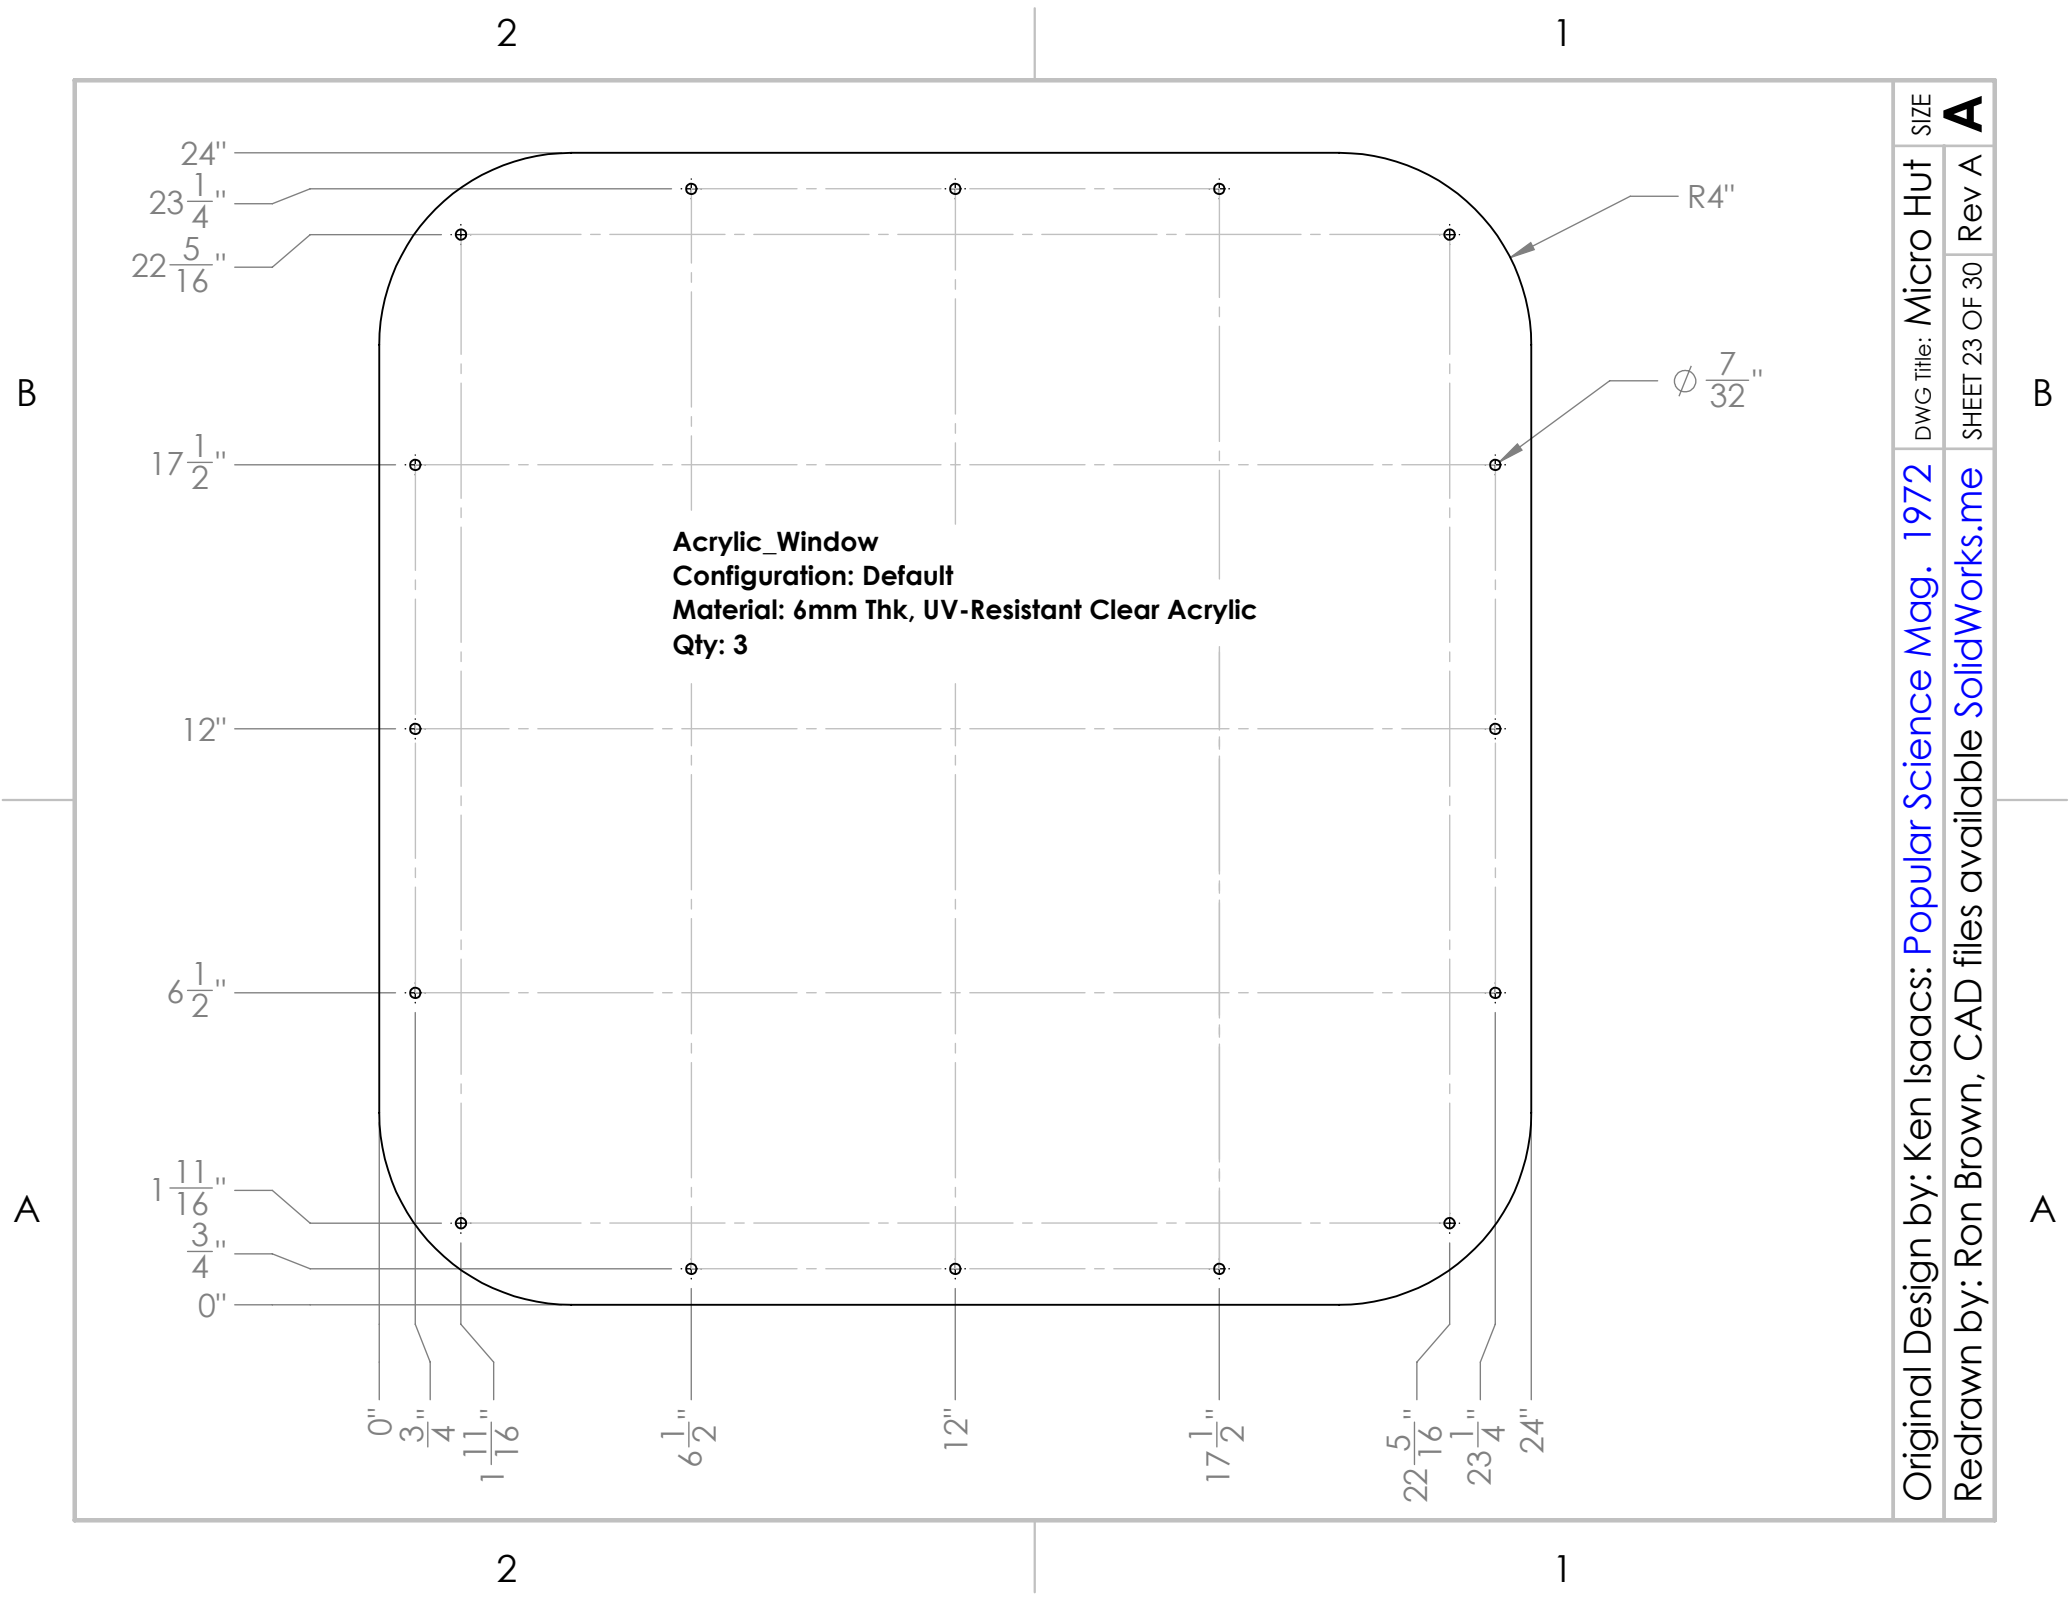 2
1
24"
23 1/4"
22 5/16"
R4"
B
⌀ 7/32"
B
17 1/2"
Acrylic_Window
Configuration: Default
Material: 6mm Thk, UV-Resistant Clear Acrylic
Qty: 3
12"
6 1/2"
A
1 11/16"
3/4"
0"
A
0"
3/4"
1 11/16"
6 1/2"
12"
17 1/2"
22 5/16"
23 1/4"
24"
2
1
Original Design by: Ken Isaacs: Popular Science Mag. 1972
DWG Title: Micro Hut
SIZE
A
Redrawn by: Ron Brown, CAD files available SolidWorks.me
SHEET 23 OF 30
Rev A